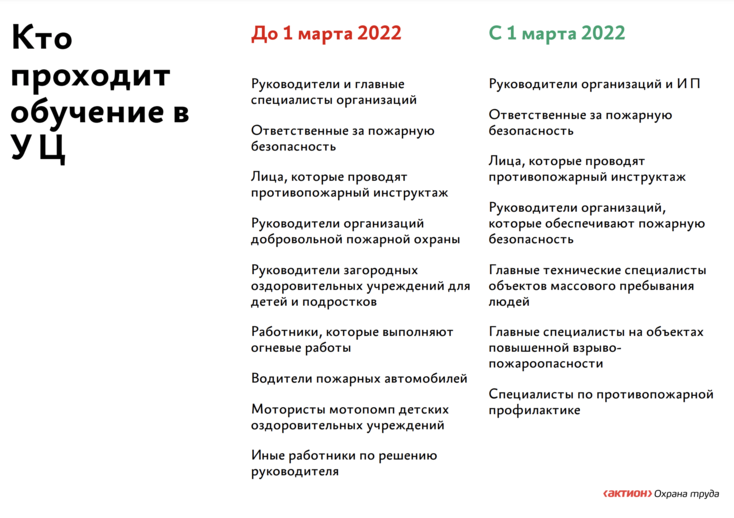 Кто
проходит
обучение в
УЦ
До 1 марта 2022
Руководители и главные
специалисты организаций
Ответственные за пожарную
безопасность
Лица, которые проводят
противопожарный инструктаж
Руководители организаций
добровольной пожарной охраны
Руководители загородных
оздоровительных учреждений для
детей и подростков
Работники, которые выполняют
огневые работы
Водители пожарных автомобилей
Мотористы мотопомп детских
оздоровительных учреждений
Иные работники по решению
руководителя
С 1 марта 2022
Руководители организаций и ИП
Ответственные за пожарную
безопасность
Лица, которые проводят
противопожарный инструктаж
Руководители организаций,
которые обеспечивают пожарную
безопасность
Главные технические специалисты
объектов массового пребывания
людей
Главные специалисты на объектах
повышенной взрыво-
пожароопасности
Специалисты по противопожарной
профилактике
‹актион› Охрана труда